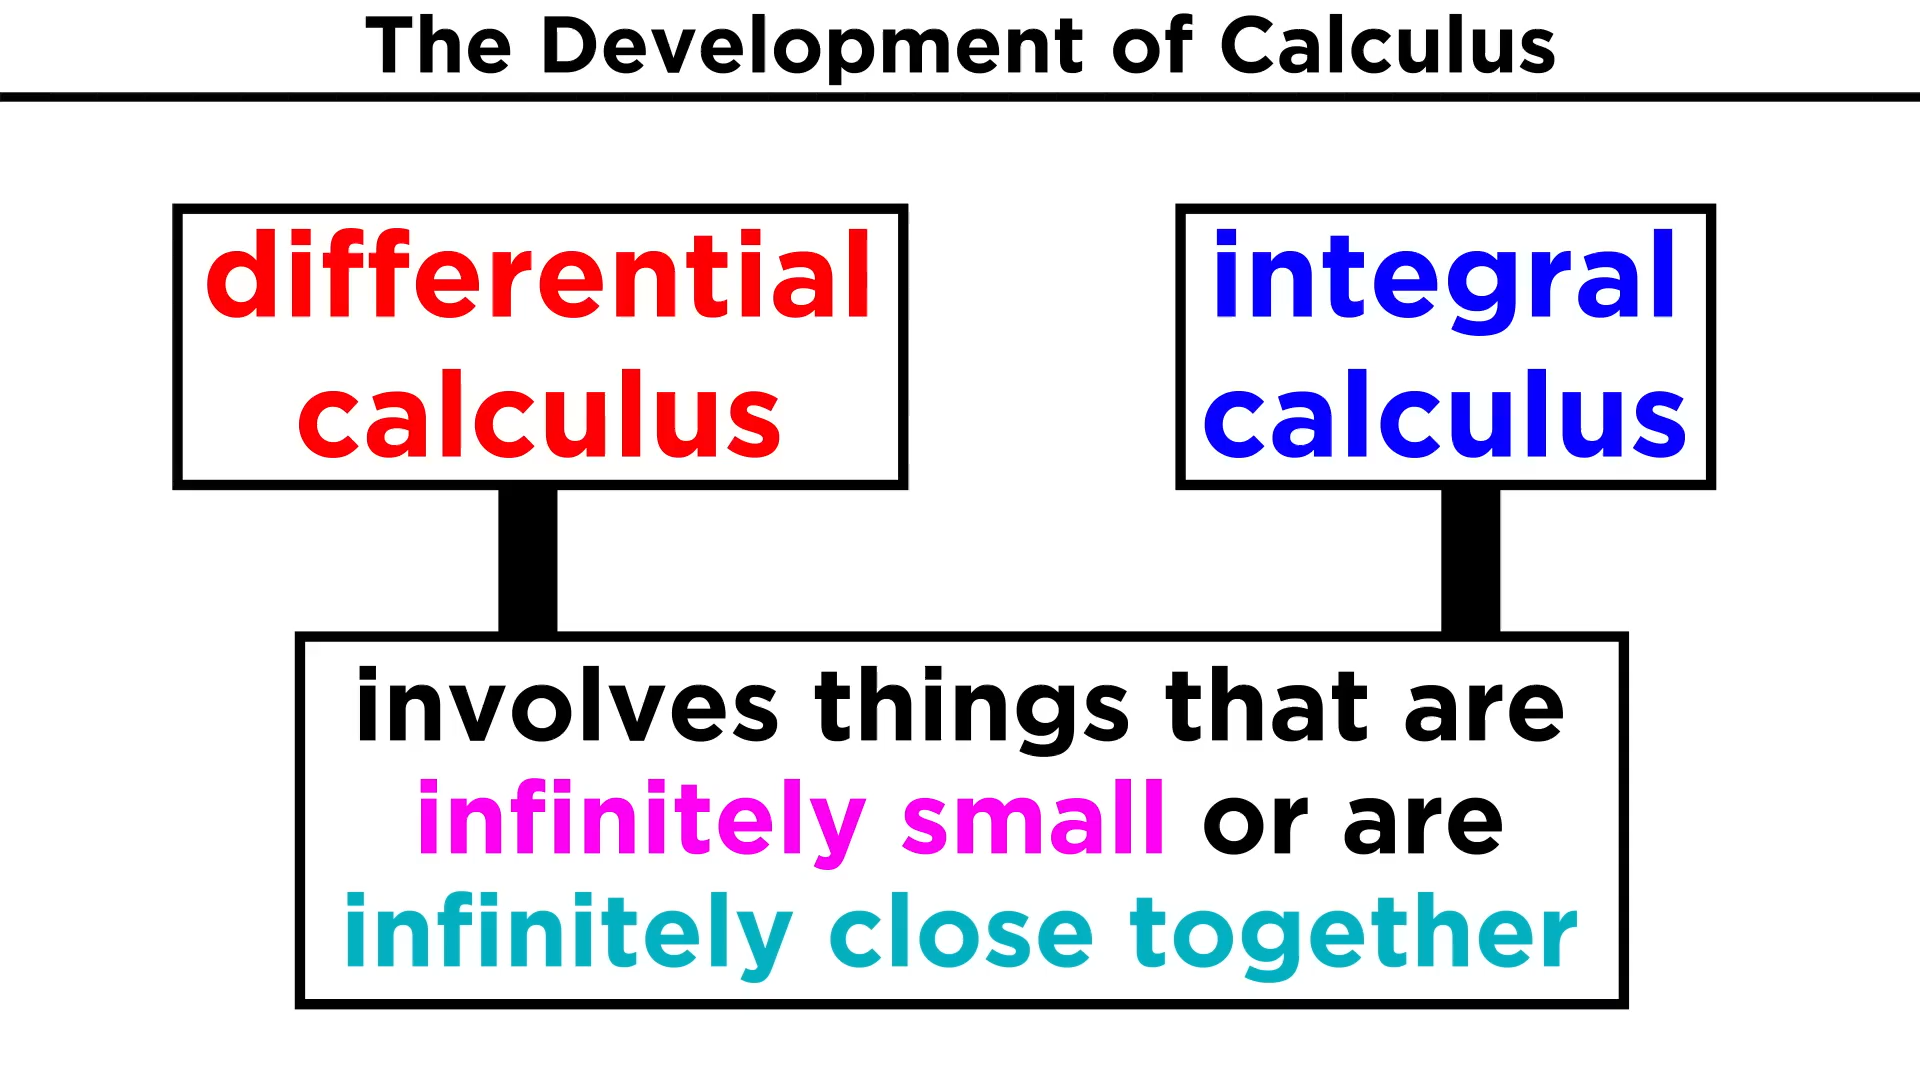 The Development of Calculus
differential
calculus
integral
calculus
involves things that are
infinitely small or are
infinitely close together